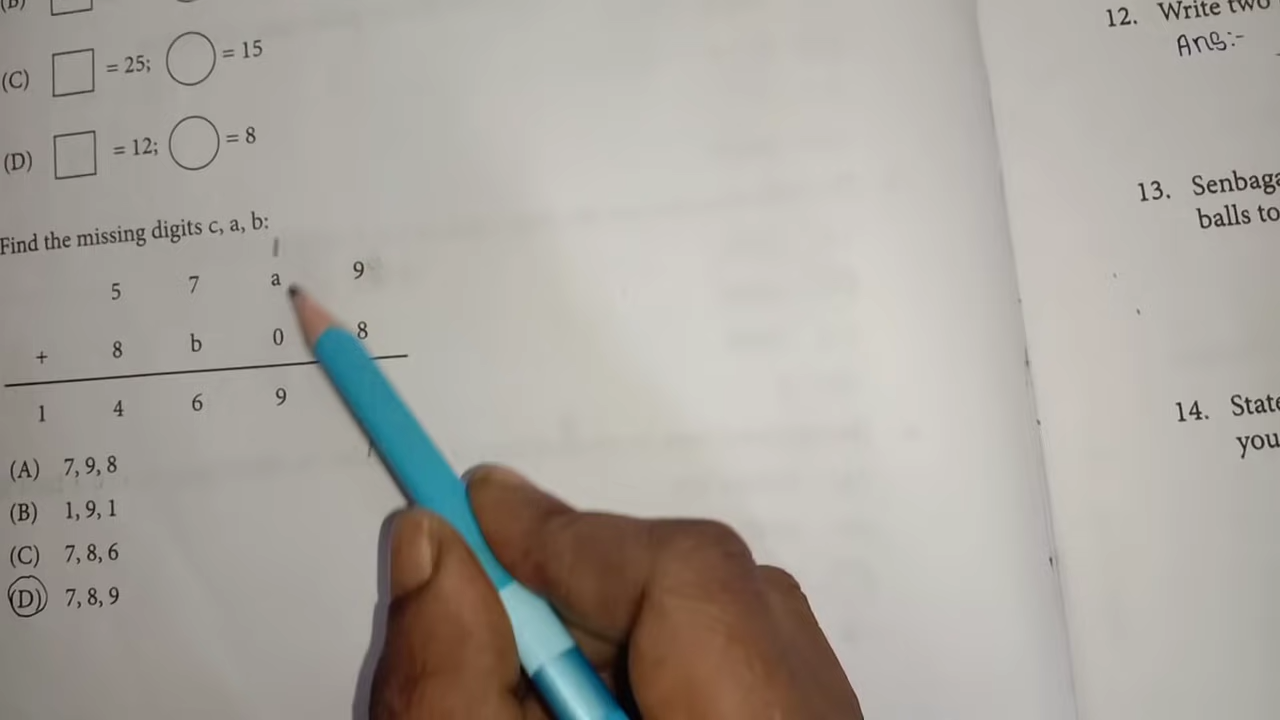 (B)
(C) = 25; = 15
(D) = 12; = 8
Find the missing digits c, a, b:
1
5 7 a 9
+ 8 b 0 8
1 4 6 9
(A) 7, 9, 8
(B) 1, 9, 1
(C) 7, 8, 6
(D) 7, 8, 9
12. Write two
Ans:-
13. Senbaga
balls to
14. State
you